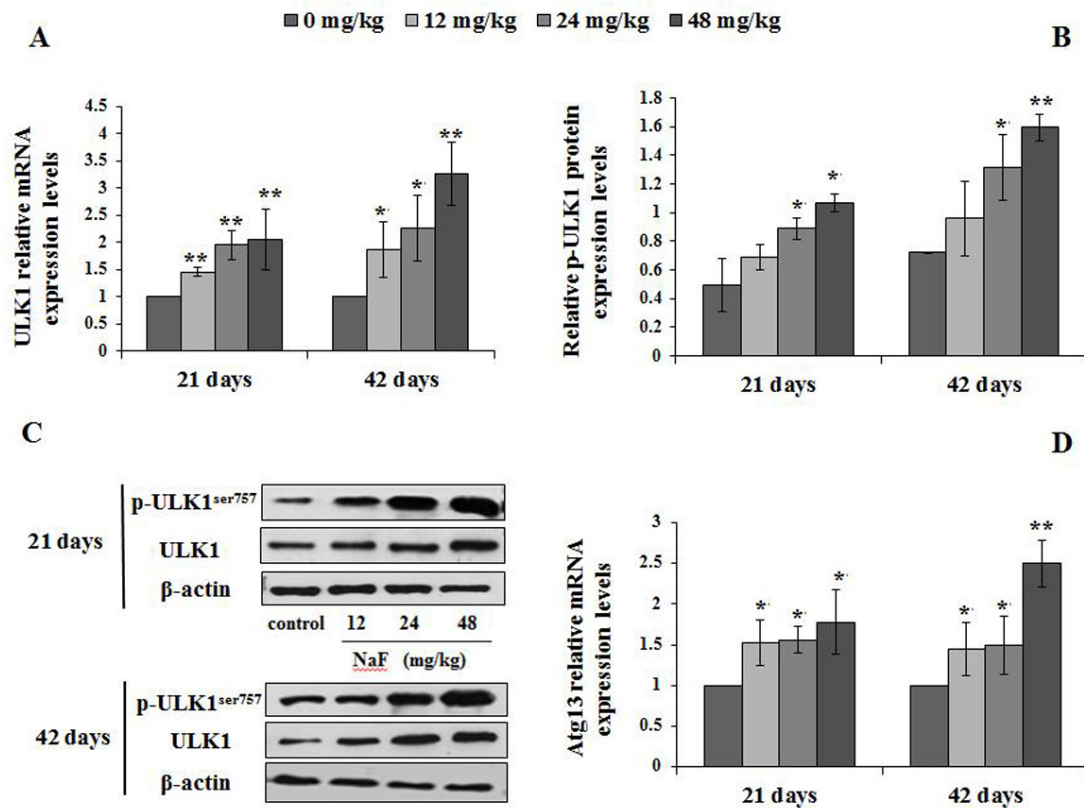 0 mg/kg 12 mg/kg 24 mg/kg 48 mg/kg
A
ULK1 relative mRNA
expression levels
4.5
4
3.5
3
2.5
2
1.5
1
0.5
0
** ** ** * * **
21 days 42 days
B
Relative p-ULK1 protein
expression levels
1.8
1.6
1.4
1.2
1
0.8
0.6
0.4
0.2
0
* * * **
21 days 42 days
C
21 days
p-ULK1ser757
ULK1
β-actin
control 12 24 48
NaF (mg/kg)
42 days
p-ULK1ser757
ULK1
β-actin
D
Atg13 relative mRNA
expression levels
3
2.5
2
1.5
1
0.5
0
* * * * * **
21 days 42 days